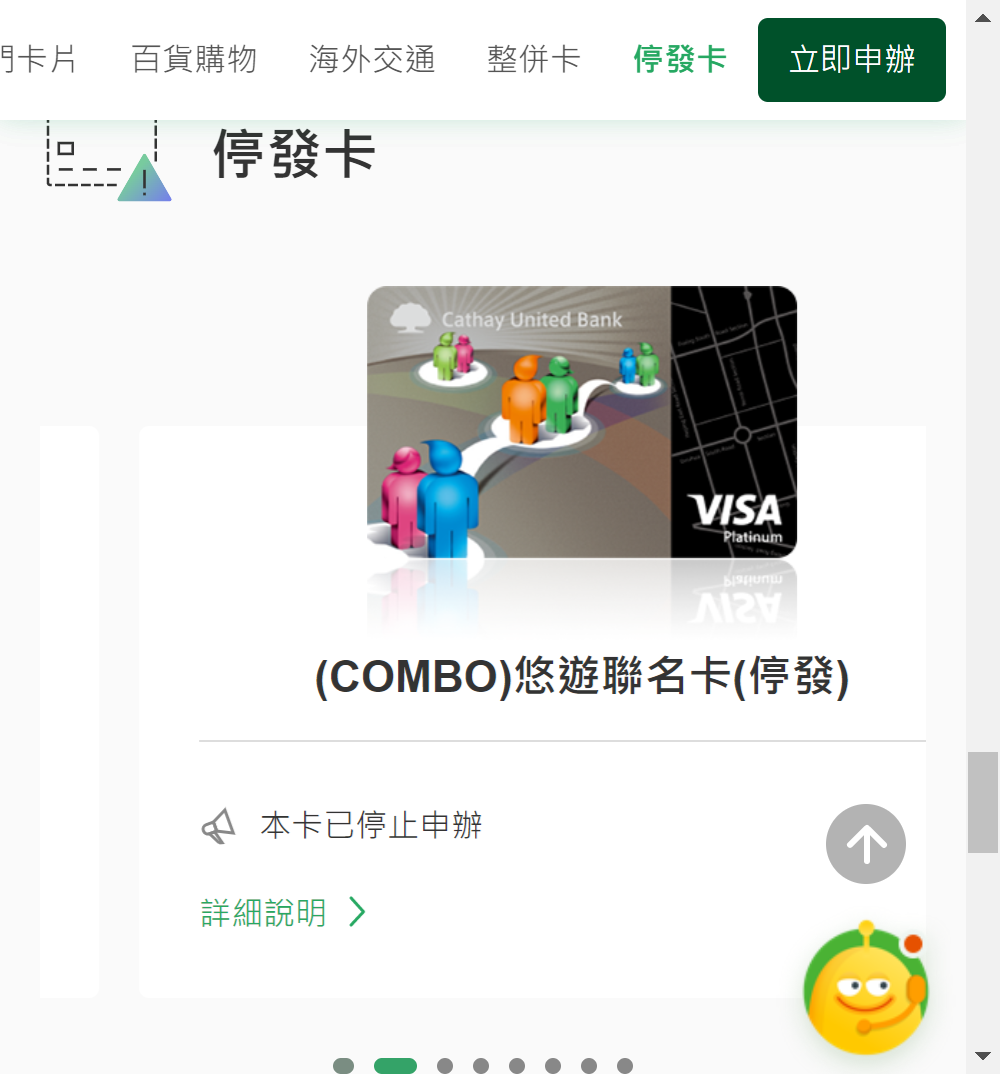 門卡片
百貨購物
海外交通
整併卡
停發卡
立即申辦
停發卡
Cathay United Bank
VISA
Platinum
(COMBO)悠遊聯名卡(停發)
本卡已停止申辦
詳細說明